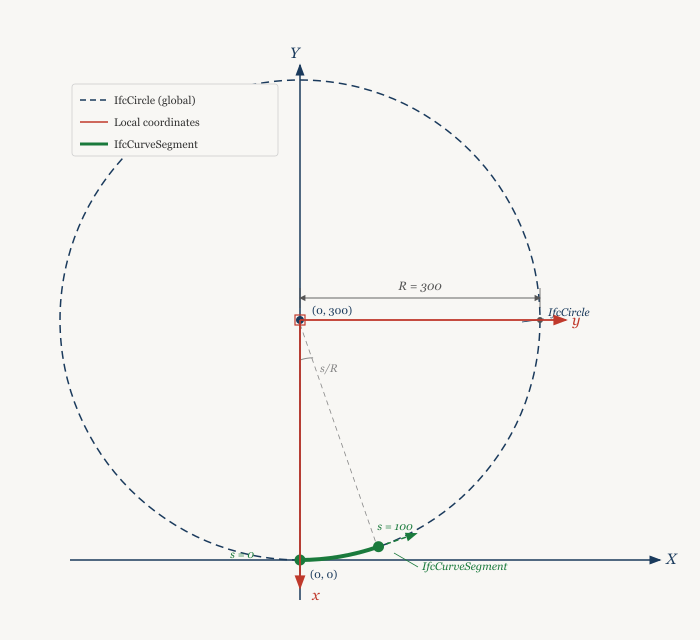 Y
IfcCircle (global)
Local coordinates
IfcCurveSegment
R = 300
(0, 300)
IfcCircle
y
s/R
s = 100
s = 0
X
IfcCurveSegment
(0, 0)
x